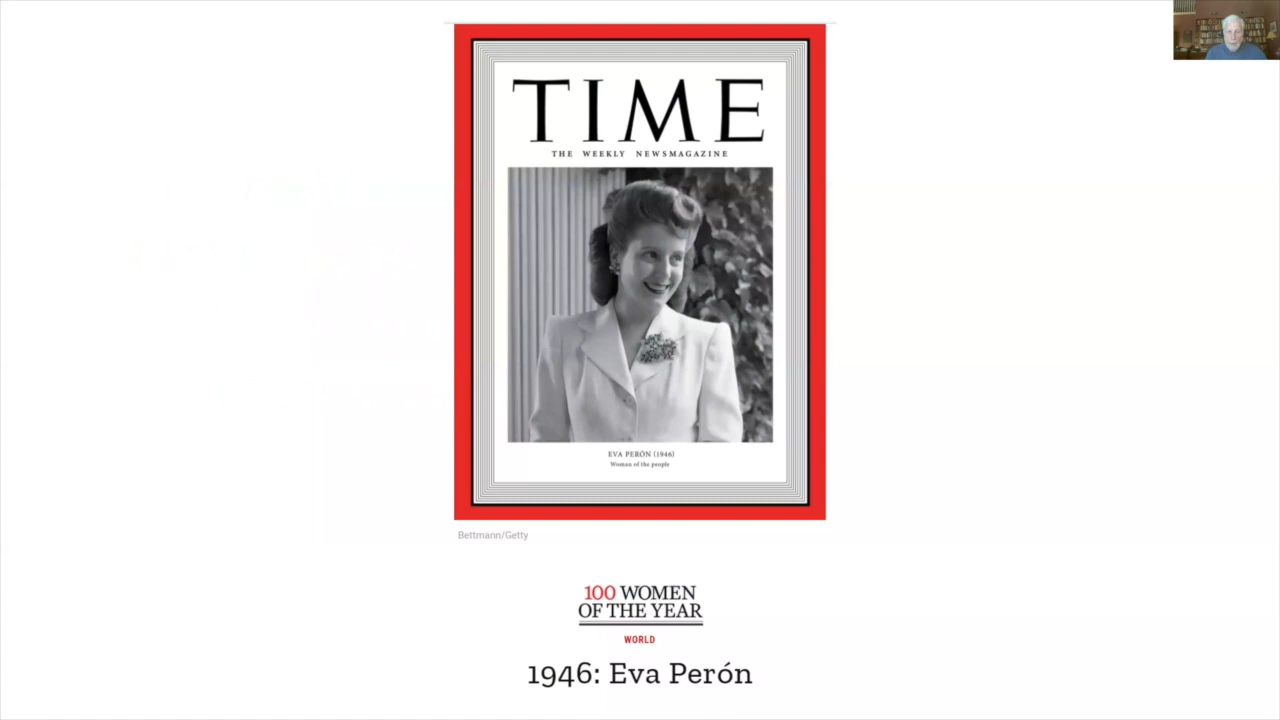 TIME
THE WEEKLY NEWSMAGAZINE
EVA PERÓN (1946)
Woman of the people
Bettmann/Getty
100 WOMEN
OF THE YEAR
WORLD
1946: Eva Perón